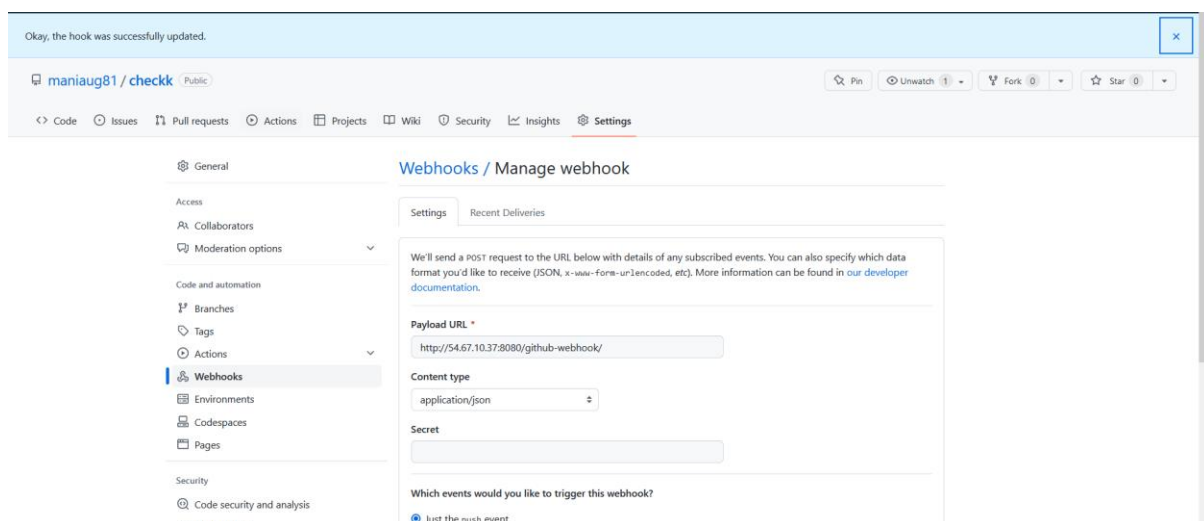 Okay, the hook was successfully updated.
maniaug81 / checkk Public
Pin Unwatch 1 Fork 0 Star 0
<> Code Issues Pull requests Actions Projects Wiki Security Insights Settings
General
Access
Collaborators
Moderation options
Code and automation
Branches
Tags
Actions
Webhooks
Environments
Codespaces
Pages
Security
Code security and analysis
Webhooks / Manage webhook
Settings Recent Deliveries
We'll send a POST request to the URL below with details of any subscribed events. You can also specify which data
format you'd like to receive (JSON, x-www-form-urlencoded, etc). More information can be found in our developer
documentation.
Payload URL *
http://54.67.10.37:8080/github-webhook/
Content type
application/json
Secret
Which events would you like to trigger this webhook?
Just the push event.